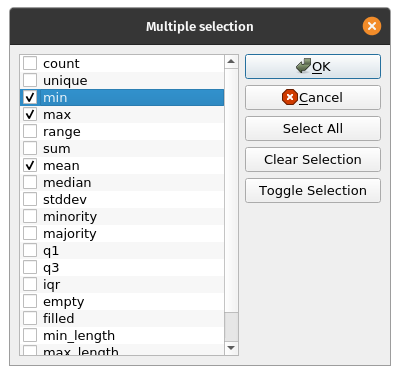 Multiple selection
count
unique
min
max
range
sum
mean
median
stddev
minority
majority
q1
q3
iqr
empty
filled
min_length
max_length
OK
Cancel
Select All
Clear Selection
Toggle Selection